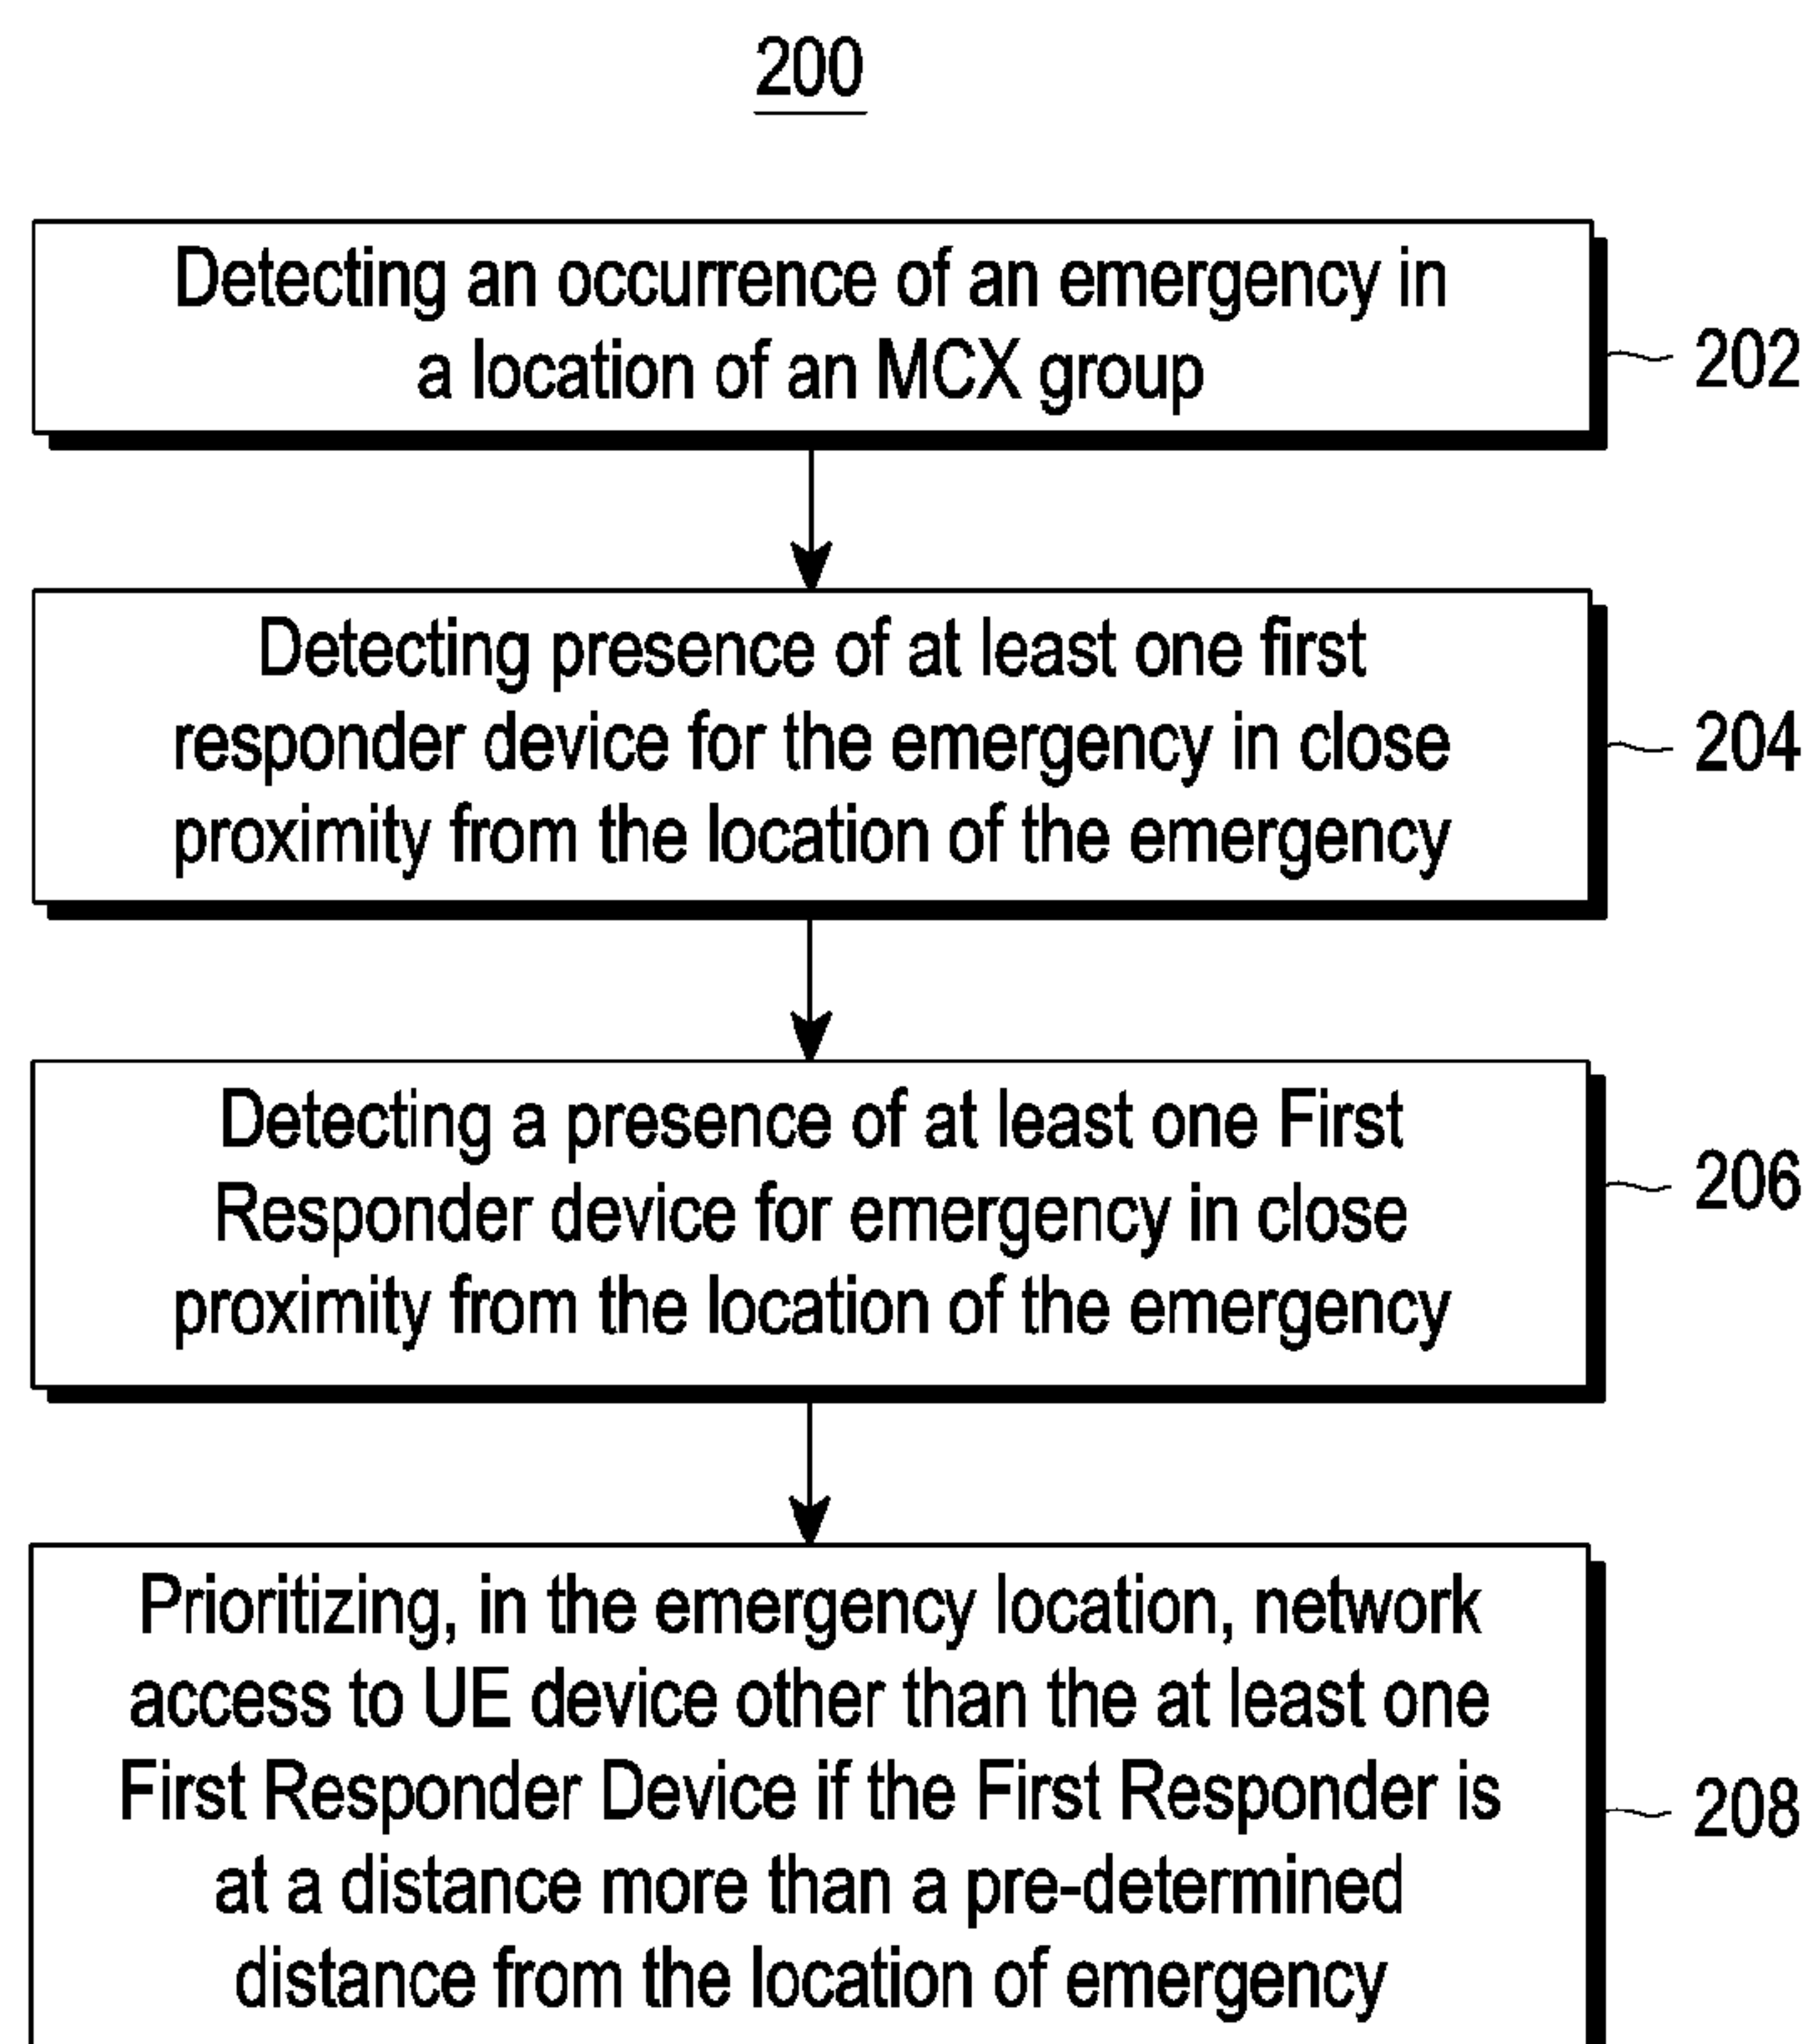 200
Detecting an occurrence of an emergency in
a location of an MCX group
202
Detecting presence of at least one first
responder device for the emergency in close
proximity from the location of the emergency
204
Detecting a presence of at least one First
Responder device for emergency in close
proximity from the location of the emergency
206
Prioritizing, in the emergency location, network
access to UE device other than the at least one
First Responder Device if the First Responder is
at a distance more than a pre-determined
distance from the location of emergency
208